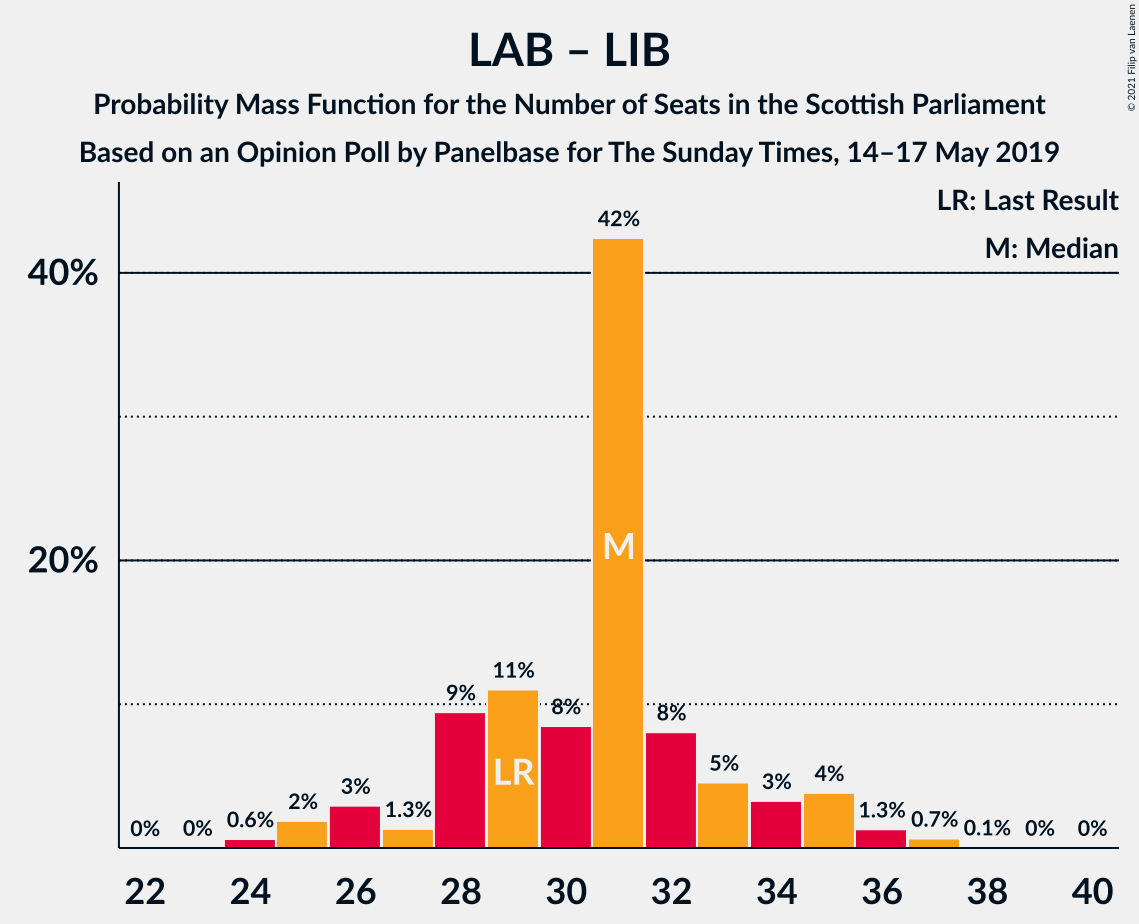 LAB – LIB
Probability Mass Function for the Number of Seats in the Scottish Parliament
Based on an Opinion Poll by Panelbase for The Sunday Times, 14–17 May 2019
© 2021 Filip van Laenen
LR: Last Result
M: Median
40%
20%
0% 0% 0.6% 2% 3% 1.3% 9% 11% 8% 42% 8% 5% 3% 4% 1.3% 0.7% 0.1% 0% 0%
M
LR
22 24 26 28 30 32 34 36 38 40